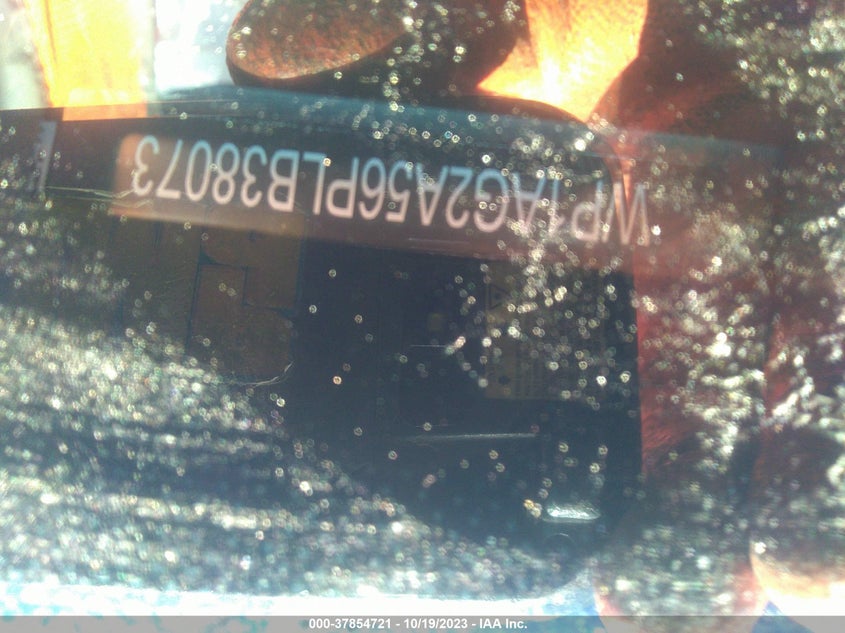 WP1AG2A56PLB38073
000-37854721 - 10/19/2023 - IAA Inc.